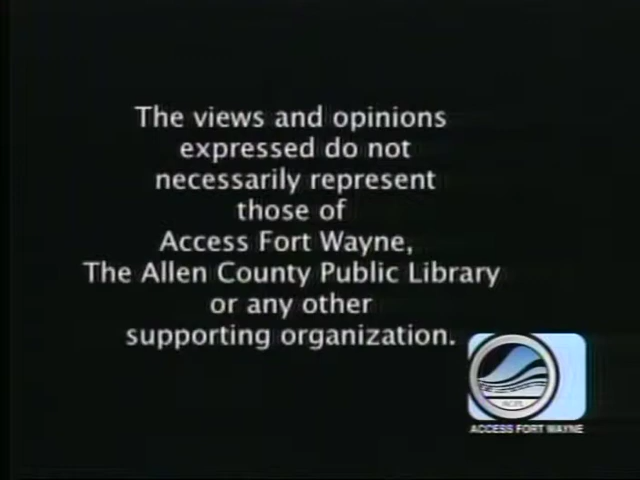 The views and opinions
expressed do not
necessarily represent
those of
Access Fort Wayne,
The Allen County Public Library
or any other
supporting organization.
ACPL
ACCESS FORT WAYNE